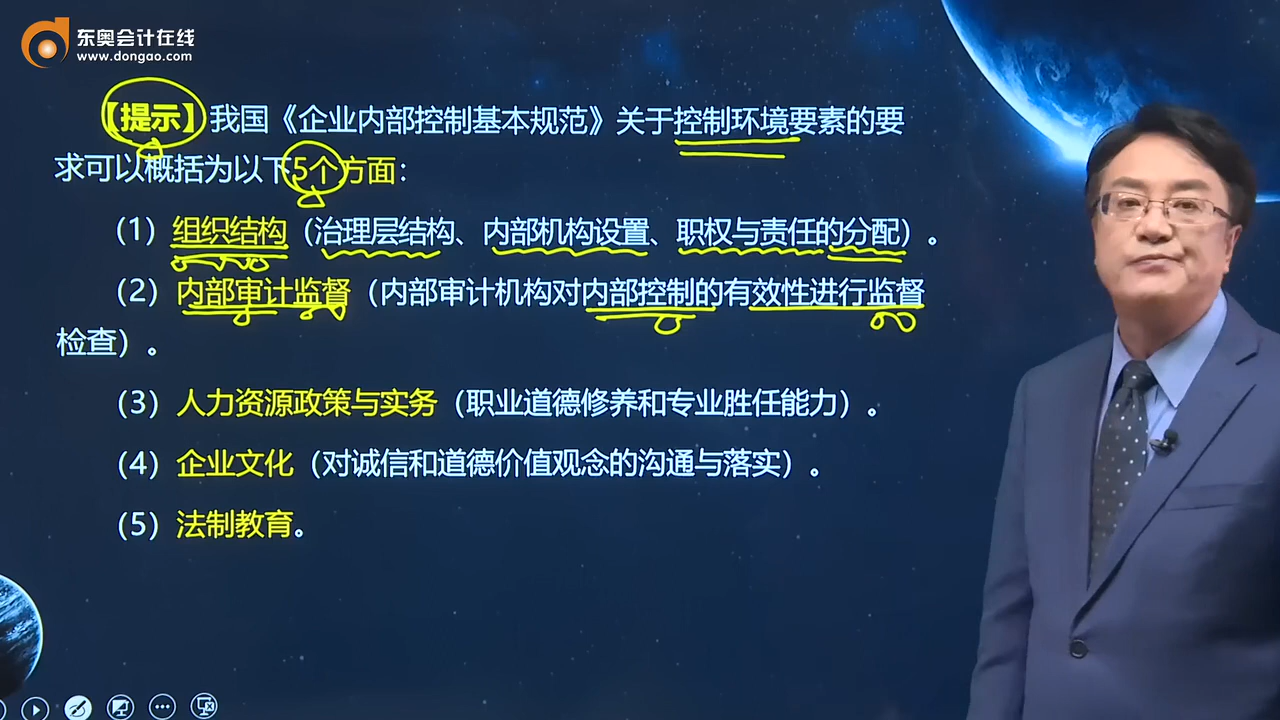 东奥会计在线
www.dongao.com
【提示】我国《企业内部控制基本规范》关于控制环境要素的要
求可以概括为以下5个方面：
（1）组织结构（治理层结构、内部机构设置、职权与责任的分配）。
（2）内部审计监督（内部审计机构对内部控制的有效性进行监督
检查）。
（3）人力资源政策与实务（职业道德修养和专业胜任能力）。
（4）企业文化（对诚信和道德价值观念的沟通与落实）。
（5）法制教育。